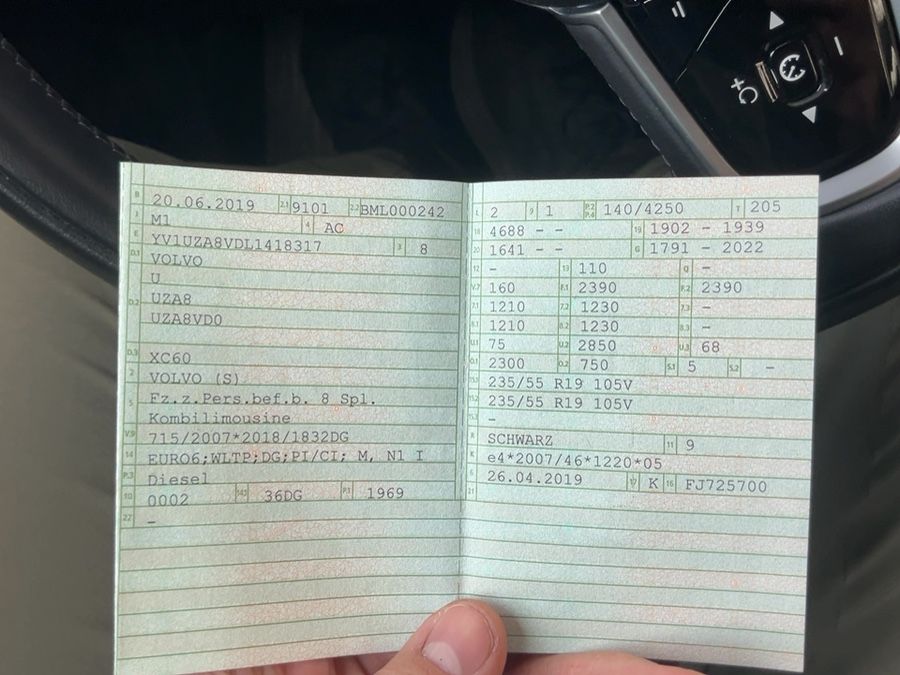 B 20.06.2019 2.1 9101 2.2 BML000242
J M1 4 AC
E YV1UZA8VDL1418317 3 8
D.1 VOLVO
U
D.2 UZA8
UZA8VD0
D.3 XC60
2 VOLVO (S)
5 Fz.z.Pers.bef.b. 8 Spl.
Kombilimousine
V.9 715/2007*2018/1832DG
14 EURO6;WLTP;DG;PI/CI; M, N1 I
P.3 Diesel
10 0002 14.1 36DG P.1 1969
22 –
L 2 9 1 P.2 P.4 140/4250 T 205
18 4688 – – 19 1902 – 1939
20 1641 – – G 1791 – 2022
12 – 13 110 Q –
V.7 160 F.1 2390 F.2 2390
7.1 1210 7.2 1230 7.3 –
8.1 1210 8.2 1230 8.3 –
U.1 75 U.2 2850 U.3 68
O.1 2300 O.2 750 S.1 5 S.2 –
15.1 235/55 R19 105V
15.2 235/55 R19 105V
15.3 –
R SCHWARZ 11 9
K e4*2007/46*1220*05
6 26.04.2019 17 K 16 FJ725700
21